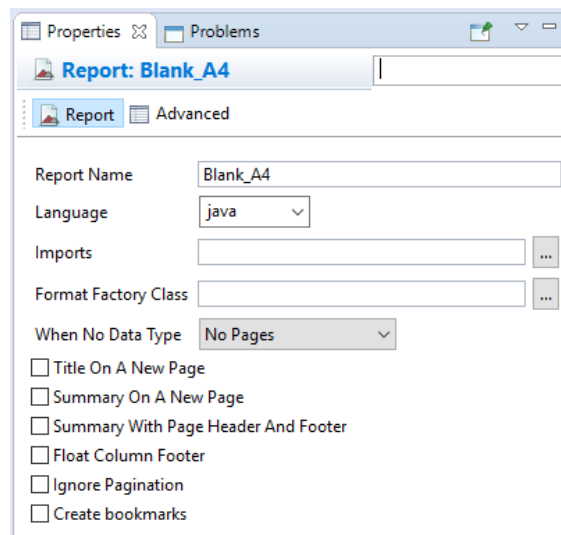 Properties Problems
Report: Blank_A4
Report Advanced
Report Name Blank_A4
Language java
Imports ...
Format Factory Class ...
When No Data Type No Pages
Title On A New Page
Summary On A New Page
Summary With Page Header And Footer
Float Column Footer
Ignore Pagination
Create bookmarks